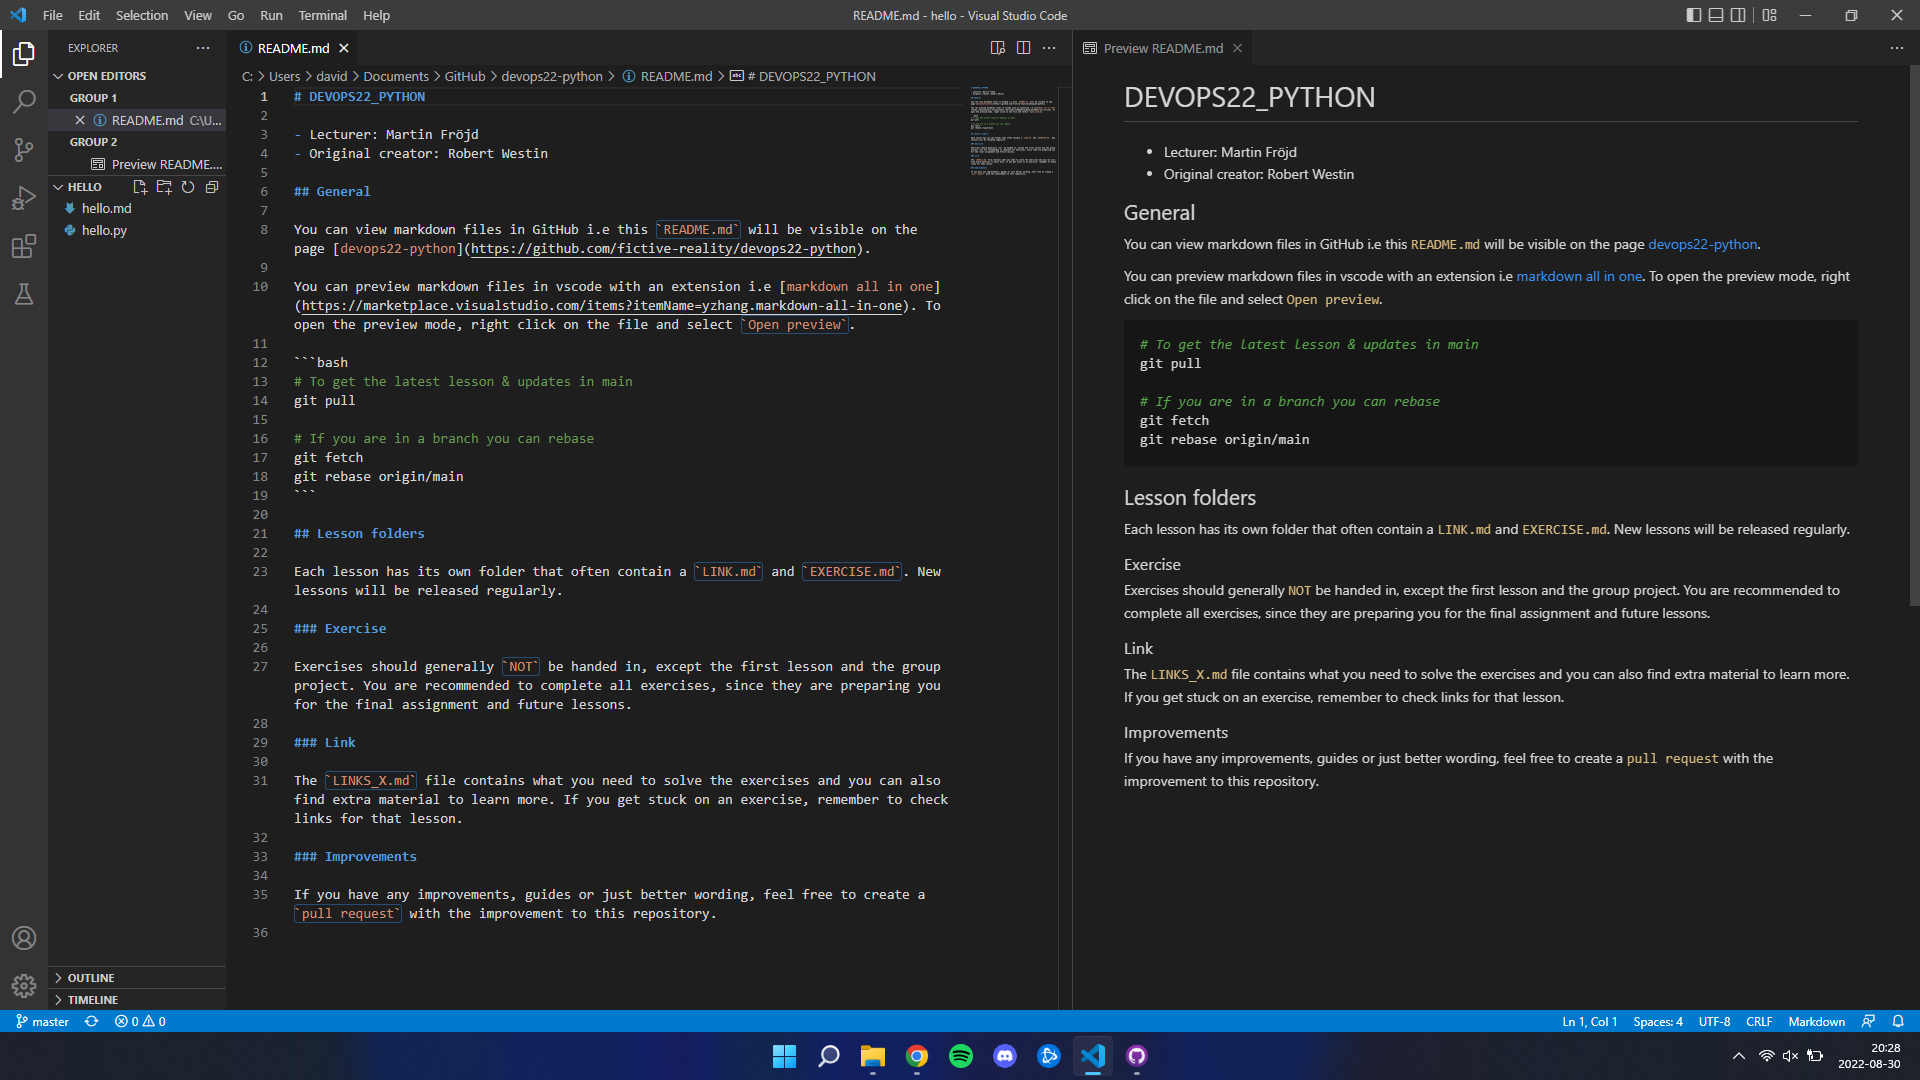 File Edit Selection View Go Run Terminal Help
README.md - hello - Visual Studio Code
EXPLORER
OPEN EDITORS
GROUP 1
README.md C:\U...
GROUP 2
Preview README....
HELLO
hello.md
hello.py
OUTLINE
TIMELINE
README.md
C: > Users > david > Documents > GitHub > devops22-python > README.md > # DEVOPS22_PYTHON
1 # DEVOPS22_PYTHON
2
3 - Lecturer: Martin Fröjd
4 - Original creator: Robert Westin
5
6 ## General
7
8 You can view markdown files in GitHub i.e this `README.md` will be visible on the
page [devops22-python](https://github.com/fictive-reality/devops22-python).
9
10 You can preview markdown files in vscode with an extension i.e [markdown all in one]
(https://marketplace.visualstudio.com/items?itemName=yzhang.markdown-all-in-one). To
open the preview mode, right click on the file and select `Open preview`.
11
12 ```bash
13 # To get the latest lesson & updates in main
14 git pull
15
16 # If you are in a branch you can rebase
17 git fetch
18 git rebase origin/main
19 ```
20
21 ## Lesson folders
22
23 Each lesson has its own folder that often contain a `LINK.md` and `EXERCISE.md`. New
lessons will be released regularly.
24
25 ### Exercise
26
27 Exercises should generally `NOT` be handed in, except the first lesson and the group
project. You are recommended to complete all exercises, since they are preparing you
for the final assignment and future lessons.
28
29 ### Link
30
31 The `LINKS_X.md` file contains what you need to solve the exercises and you can also
find extra material to learn more. If you get stuck on an exercise, remember to check
links for that lesson.
32
33 ### Improvements
34
35 If you have any improvements, guides or just better wording, feel free to create a
`pull request` with the improvement to this repository.
36
Preview README.md
DEVOPS22_PYTHON
• Lecturer: Martin Fröjd
• Original creator: Robert Westin
General
You can view markdown files in GitHub i.e this README.md will be visible on the page devops22-python.
You can preview markdown files in vscode with an extension i.e markdown all in one. To open the preview mode, right
click on the file and select Open preview.
# To get the latest lesson & updates in main
git pull
# If you are in a branch you can rebase
git fetch
git rebase origin/main
Lesson folders
Each lesson has its own folder that often contain a LINK.md and EXERCISE.md. New lessons will be released regularly.
Exercise
Exercises should generally NOT be handed in, except the first lesson and the group project. You are recommended to
complete all exercises, since they are preparing you for the final assignment and future lessons.
Link
The LINKS_X.md file contains what you need to solve the exercises and you can also find extra material to learn more.
If you get stuck on an exercise, remember to check links for that lesson.
Improvements
If you have any improvements, guides or just better wording, feel free to create a pull request with the
improvement to this repository.
master 0 0
Ln 1, Col 1 Spaces: 4 UTF-8 CRLF Markdown
20:28
2022-08-30